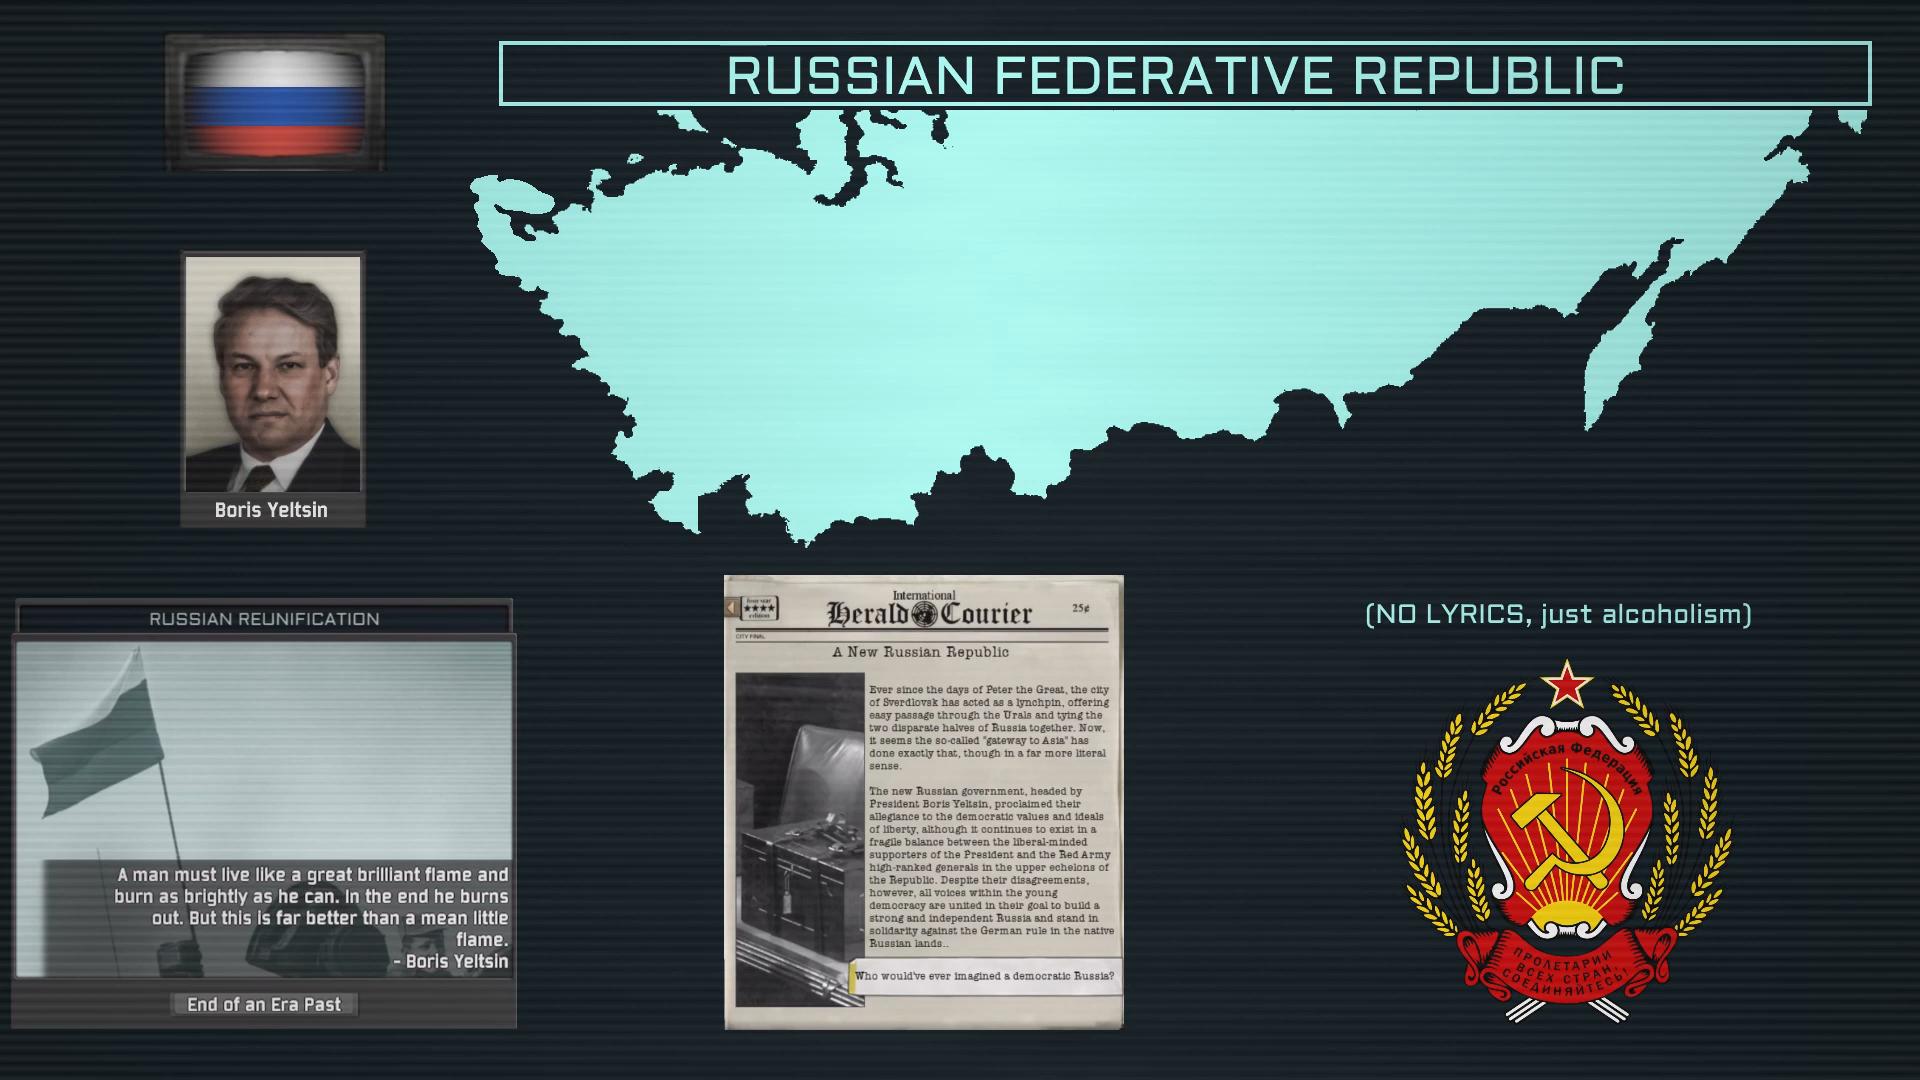 RUSSIAN FEDERATIVE REPUBLIC
Boris Yeltsin
RUSSIAN REUNIFICATION
A man must live like a great brilliant flame and
burn as brightly as he can. In the end he burns
out. But this is far better than a mean little
flame.
- Boris Yeltsin
End of an Era Past
four star
★★★★
edition
International
Herald Courier
25¢
CITY FINAL
A New Russian Republic
Ever since the days of Peter the Great, the city
of Sverdlovsk has acted as a lynchpin, offering
easy passage through the Urals and tying the
two disparate halves of Russia together. Now,
it seems the so-called "gateway to Asia" has
done exactly that, though in a far more literal
sense.
The new Russian government, headed by
President Boris Yeltsin, proclaimed their
allegiance to the democratic values and ideals
of liberty, although it continues to exist in a
fragile balance between the liberal-minded
supporters of the President and the Red Army
high-ranked generals in the upper echelons of
the Republic. Despite their disagreements,
however, all voices within the young
democracy are united in their goal to build a
strong and independent Russia and stand in
solidarity against the German rule in the native
Russian lands..
Who would've ever imagined a democratic Russia?
(NO LYRICS, just alcoholism)
Российская Федерация
ПРОЛЕТАРИИ
ВСЕХ СТРАН,
СОЕДИНЯЙТЕСЬ!